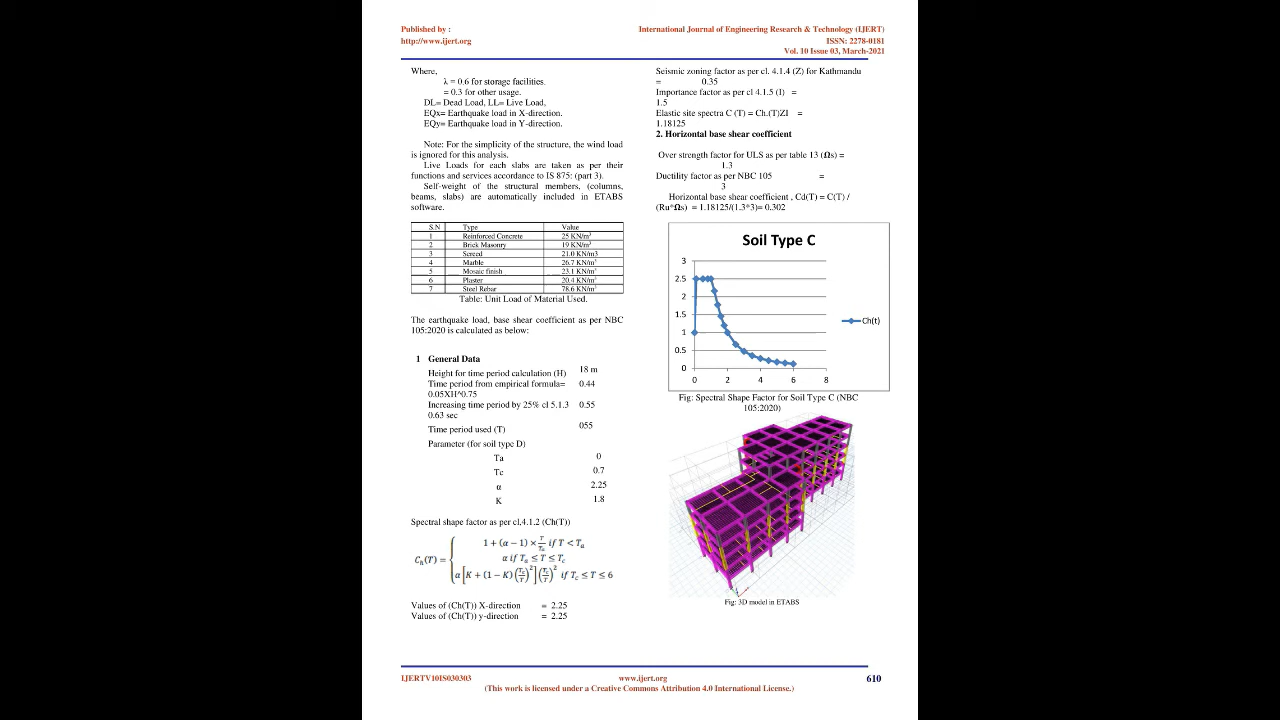 Published by :
http://www.ijert.org
International Journal of Engineering Research & Technology (IJERT)
ISSN: 2278-0181
Vol. 10 Issue 03, March-2021
Where,
λ = 0.6 for storage facilities.
= 0.3 for other usage.
DL= Dead Load, LL= Live Load,
EQx= Earthquake load in X-direction.
EQy= Earthquake load in Y-direction.
Note: For the simplicity of the structure, the wind load
is ignored for this analysis.
Live Loads for each slabs are taken as per their
functions and services accordance to IS 875: (part 3).
Self-weight of the structural members, (columns,
beams, slabs) are automatically included in ETABS
software.
S.N Type Value
1 Reinforced Concrete 25 KN/m³
2 Brick Masonry 19 KN/m³
3 Screed 21.0 KN/m3
4 Marble 26.7 KN/m³
5 Mosaic finish 23.1 KN/m³
6 Plaster 20.4 KN/m³
7 Steel Rebar 78.6 KN/m³
Table: Unit Load of Material Used.
The earthquake load, base shear coefficient as per NBC
105:2020 is calculated as below:
1 General Data
Height for time period calculation (H) 18 m
Time period from empirical formula= 0.44
0.05XH^0.75
Increasing time period by 25% cl 5.1.3 0.55
0.63 sec
Time period used (T) 055
Parameter (for soil type D)
Ta 0
Tc 0.7
α 2.25
K 1.8
Spectral shape factor as per cl,4.1.2 (Ch(T))
1 + (α − 1) × T/Ta if T < Ta
Ch(T) = α if Ta ≤ T ≤ Tc
α [K + (1 − K) (Tc/T)²] (Tc/T)² if Tc ≤ T ≤ 6
Values of (Ch(T)) X-direction = 2.25
Values of (Ch(T)) y-direction = 2.25
Seismic zoning factor as per cl. 4.1.4 (Z) for Kathmandu
= 0.35
Importance factor as per cl 4.1.5 (I) =
1.5
Elastic site spectra C (T) = Ch.(T)ZI =
1.18125
2. Horizontal base shear coefficient
Over strength factor for ULS as per table 13 (Ωs) =
1.3
Ductility factor as per NBC 105 =
3
Horizontal base shear coefficient , Cd(T) = C(T) /
(Ru*Ωs) = 1.18125/(1.3*3)= 0.302
Soil Type C
3
2.5
2
1.5
1
0.5
0
0 2 4 6 8
Ch(t)
Fig: Spectral Shape Factor for Soil Type C (NBC
105:2020)
Fig: 3D model in ETABS
IJERTV10IS030303
www.ijert.org
610
(This work is licensed under a Creative Commons Attribution 4.0 International License.)